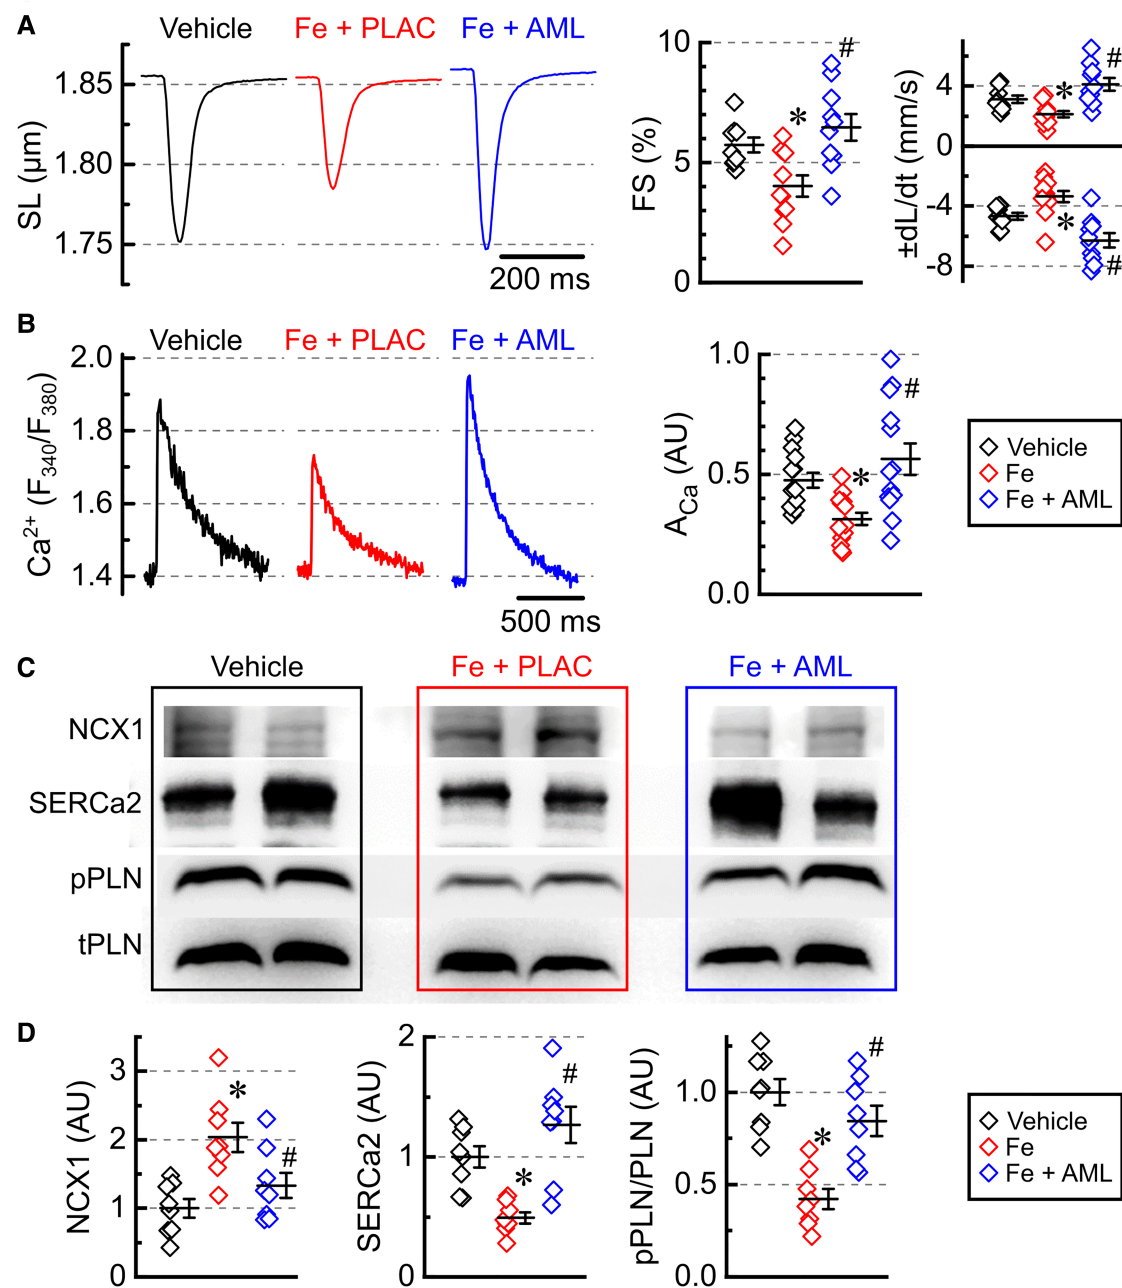 A
Vehicle
Fe + PLAC
Fe + AML
SL (µm)
1.85
1.80
1.75
200 ms
FS (%)
10
5
0
*
#
±dL/dt (mm/s)
4
0
-4
-8
*
#
*
#
B
Vehicle
Fe + PLAC
Fe + AML
Ca²⁺ (F₃₄₀/F₃₈₀)
2.0
1.8
1.6
1.4
500 ms
A_Ca (AU)
1.0
0.5
0.0
*
#
Vehicle
Fe
Fe + AML
C
Vehicle
Fe + PLAC
Fe + AML
NCX1
SERCa2
pPLN
tPLN
D
NCX1 (AU)
3
2
1
0
*
#
SERCa2 (AU)
2
1
0
*
#
pPLN/PLN (AU)
1.0
0.5
0.0
*
#
Vehicle
Fe
Fe + AML